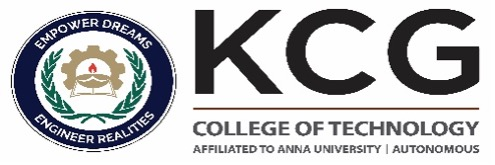 EMPOWER DREAMS
ENGINEER REALITIES
KCG
COLLEGE OF TECHNOLOGY
AFFILIATED TO ANNA UNIVERSITY | AUTONOMOUS